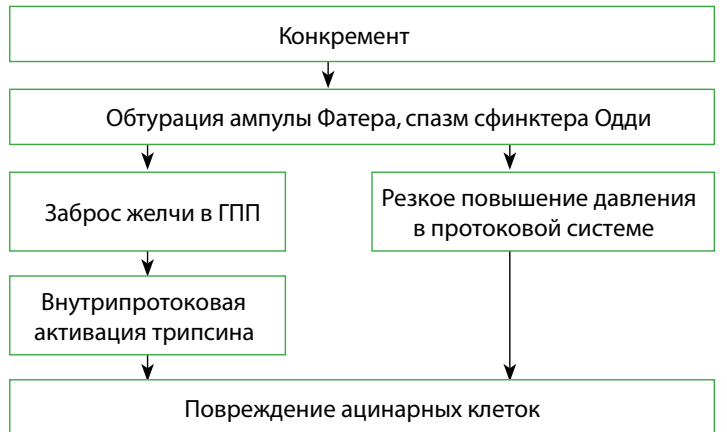 Конкремент
Обтурация ампулы Фатера, спазм сфинктера Одди
Заброс желчи в ГПП
Резкое повышение давления
в протоковой системе
Внутрипротоковая
активация трипсина
Повреждение ацинарных клеток